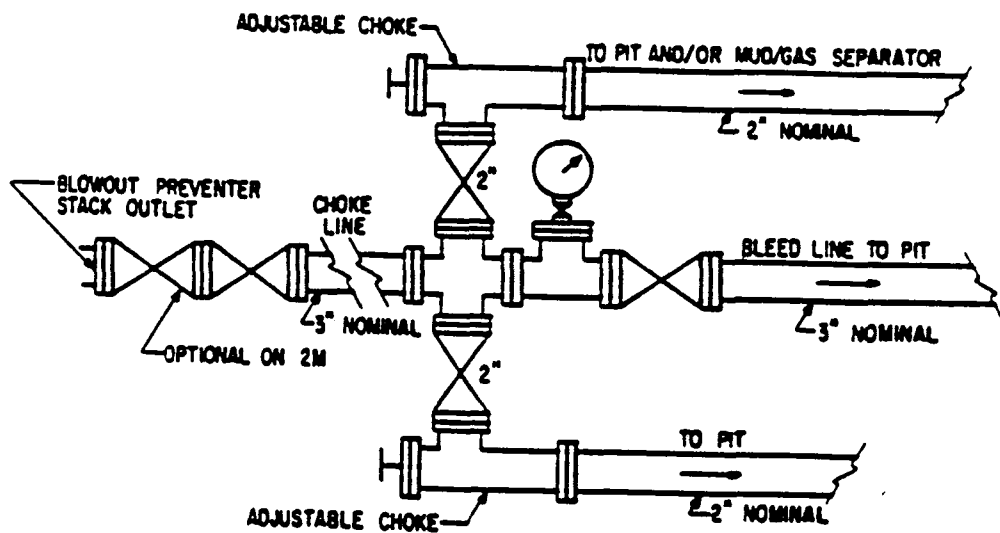 ADJUSTABLE CHOKE
TO PIT AND/OR MUD/GAS SEPARATOR
2" NOMINAL
2"
BLOWOUT PREVENTER
STACK OUTLET
CHOKE
LINE
BLEED LINE TO PIT
3" NOMINAL
3" NOMINAL
OPTIONAL ON 2M
2"
TO PIT
2" NOMINAL
ADJUSTABLE CHOKE